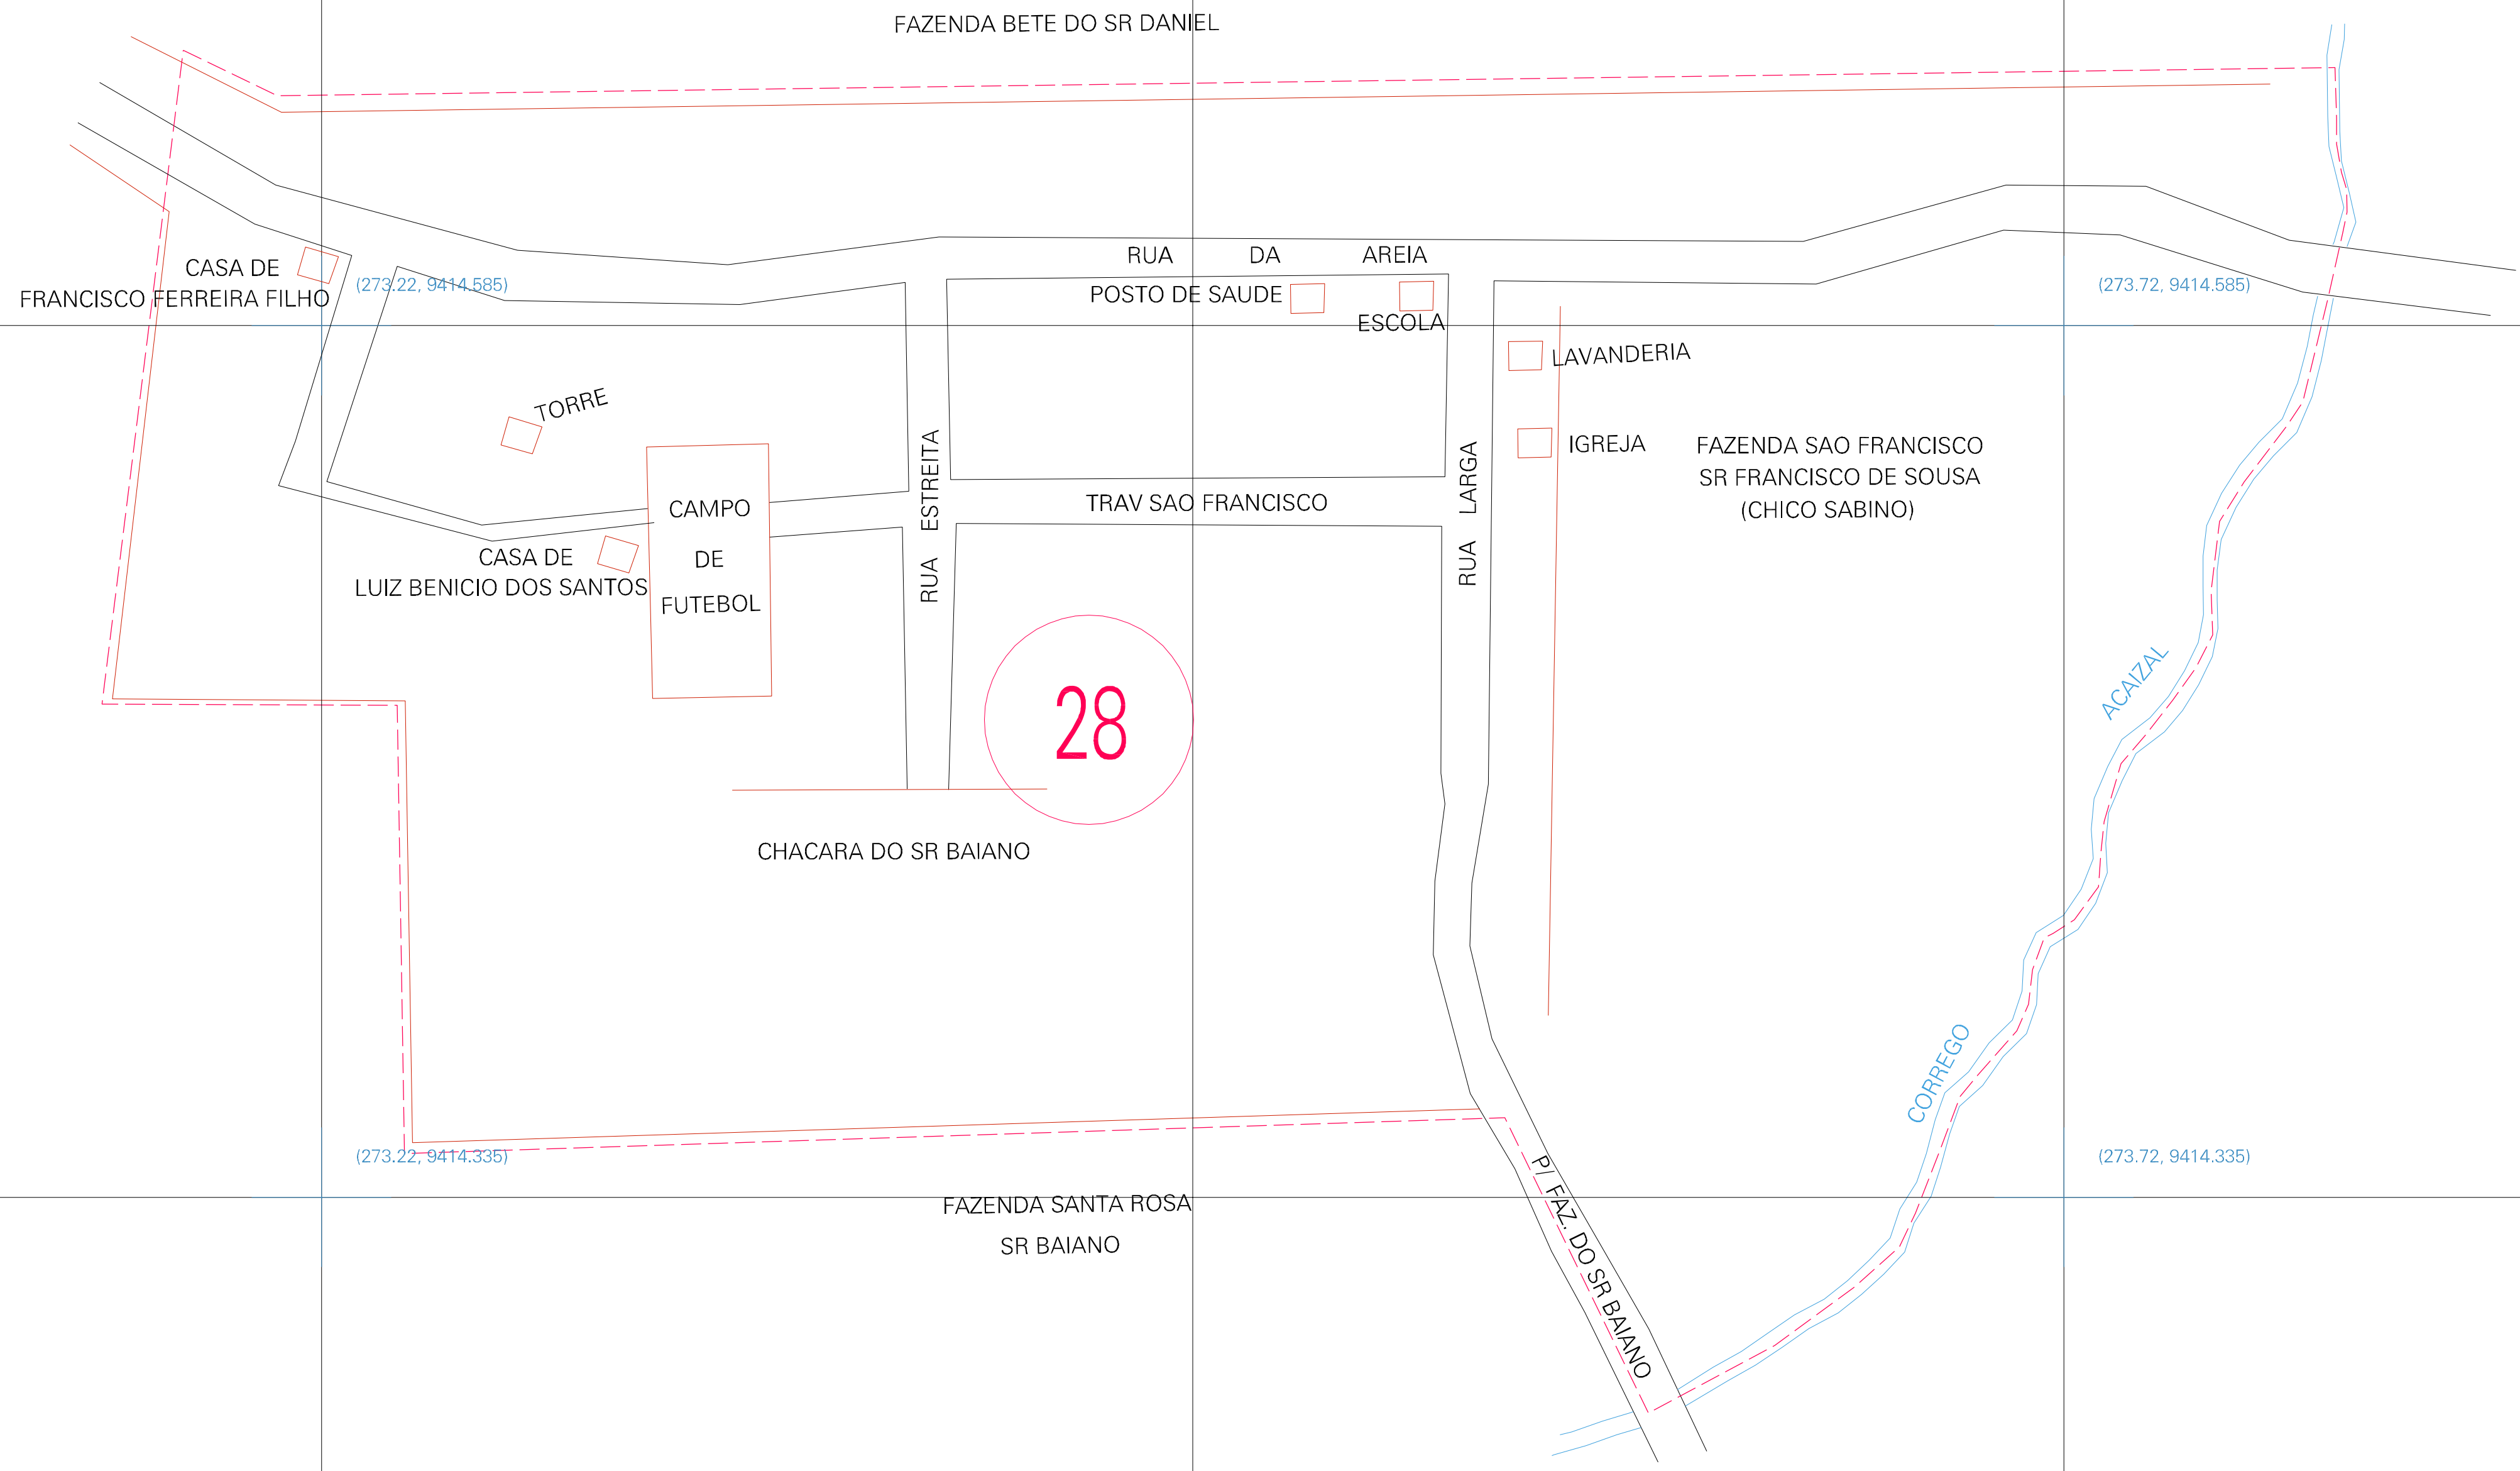 FAZENDA BETE DO SR DANIEL
RUA DA AREIA
CASA DE
FRANCISCO FERREIRA FILHO
(273.22, 9414.585)
POSTO DE SAUDE
ESCOLA
(273.72, 9414.585)
LAVANDERIA
TORRE
IGREJA
FAZENDA SAO FRANCISCO
SR FRANCISCO DE SOUSA
(CHICO SABINO)
CAMPO
DE
FUTEBOL
RUA ESTREITA
TRAV SAO FRANCISCO
RUA LARGA
CASA DE
LUIZ BENICIO DOS SANTOS
28
CORREGO ACAIZAL
CHACARA DO SR BAIANO
(273.22, 9414.335)
(273.72, 9414.335)
FAZENDA SANTA ROSA
SR BAIANO
P/ FAZ. DO SR BAIANO